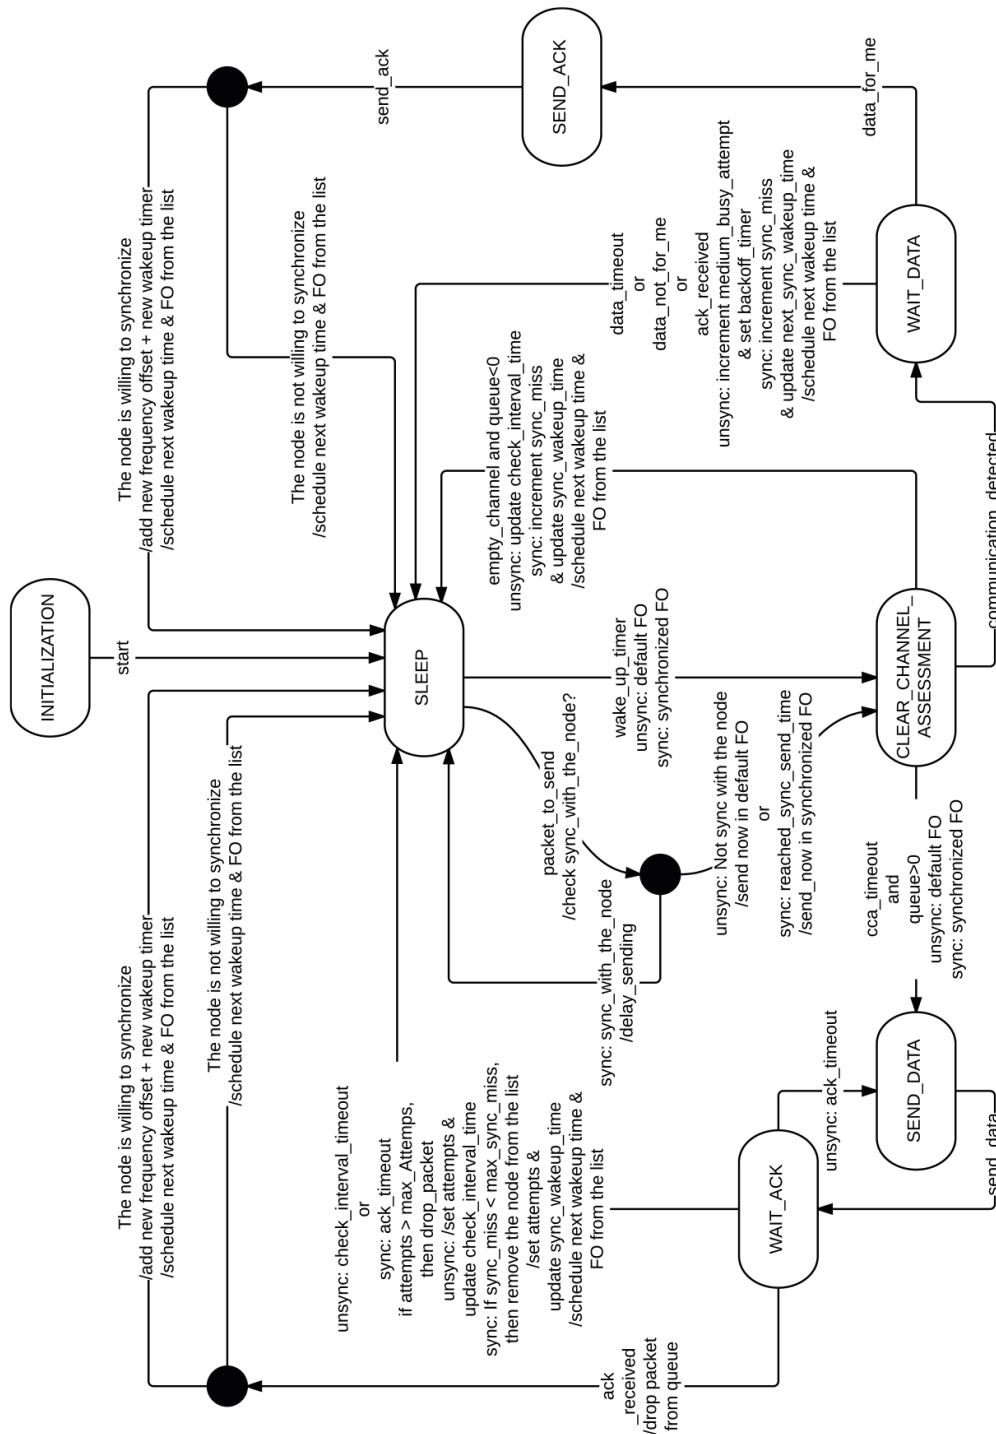 The node is willing to synchronize
/add new frequency offset + new wakeup timer
/schedule next wakeup time & FO from the list
The node is not willing to synchronize
/schedule next wakeup time & FO from the list
INITIALIZATION
start
The node is willing to synchronize
/add new frequency offset + new wakeup timer
/schedule next wakeup time & FO from the list
The node is not willing to synchronize
/schedule next wakeup time & FO from the list
send_ack
SEND_ACK
unsync: check_interval_timeout
or
sync: ack_timeout
if attempts > max_Attemps,
then drop_packet
unsync: /set attempts &
update check_interval_time
sync: If sync_miss < max_sync_miss,
then remove the node from the list
/set attempts &
update sync_wakeup_time
/schedule next wakeup time &
FO from the list
SLEEP
empty_channel and queue<0
unsync: update check_interval_time
sync: increment sync_miss
& update sync_wakeup_time
/schedule next wakeup time &
FO from the list
data_timeout
or
data_not_for_me
or
ack_received
unsync: increment medium_busy_attempt
& set backoff_timer
sync: increment sync_miss
& update next_sync_wakeup_time
/schedule next wakeup time &
FO from the list
data_for_me
packet_to_send
/check sync_with_the_node?
wake_up_timer
unsync: default FO
sync: synchronized FO
sync: sync_with_the_node
/delay_sending
unsync: Not sync with the node
/send now in default FO
or
sync: reached_sync_send_time
/send_now in synchronized FO
ack
_received
/drop packet
from queue
WAIT_ACK
unsync: ack_timeout
SEND_DATA
send_data
cca_timeout
and
queue>0
unsync: default FO
sync: synchronized FO
CLEAR_CHANNEL_
ASSESSMENT
communication_detected
WAIT_DATA